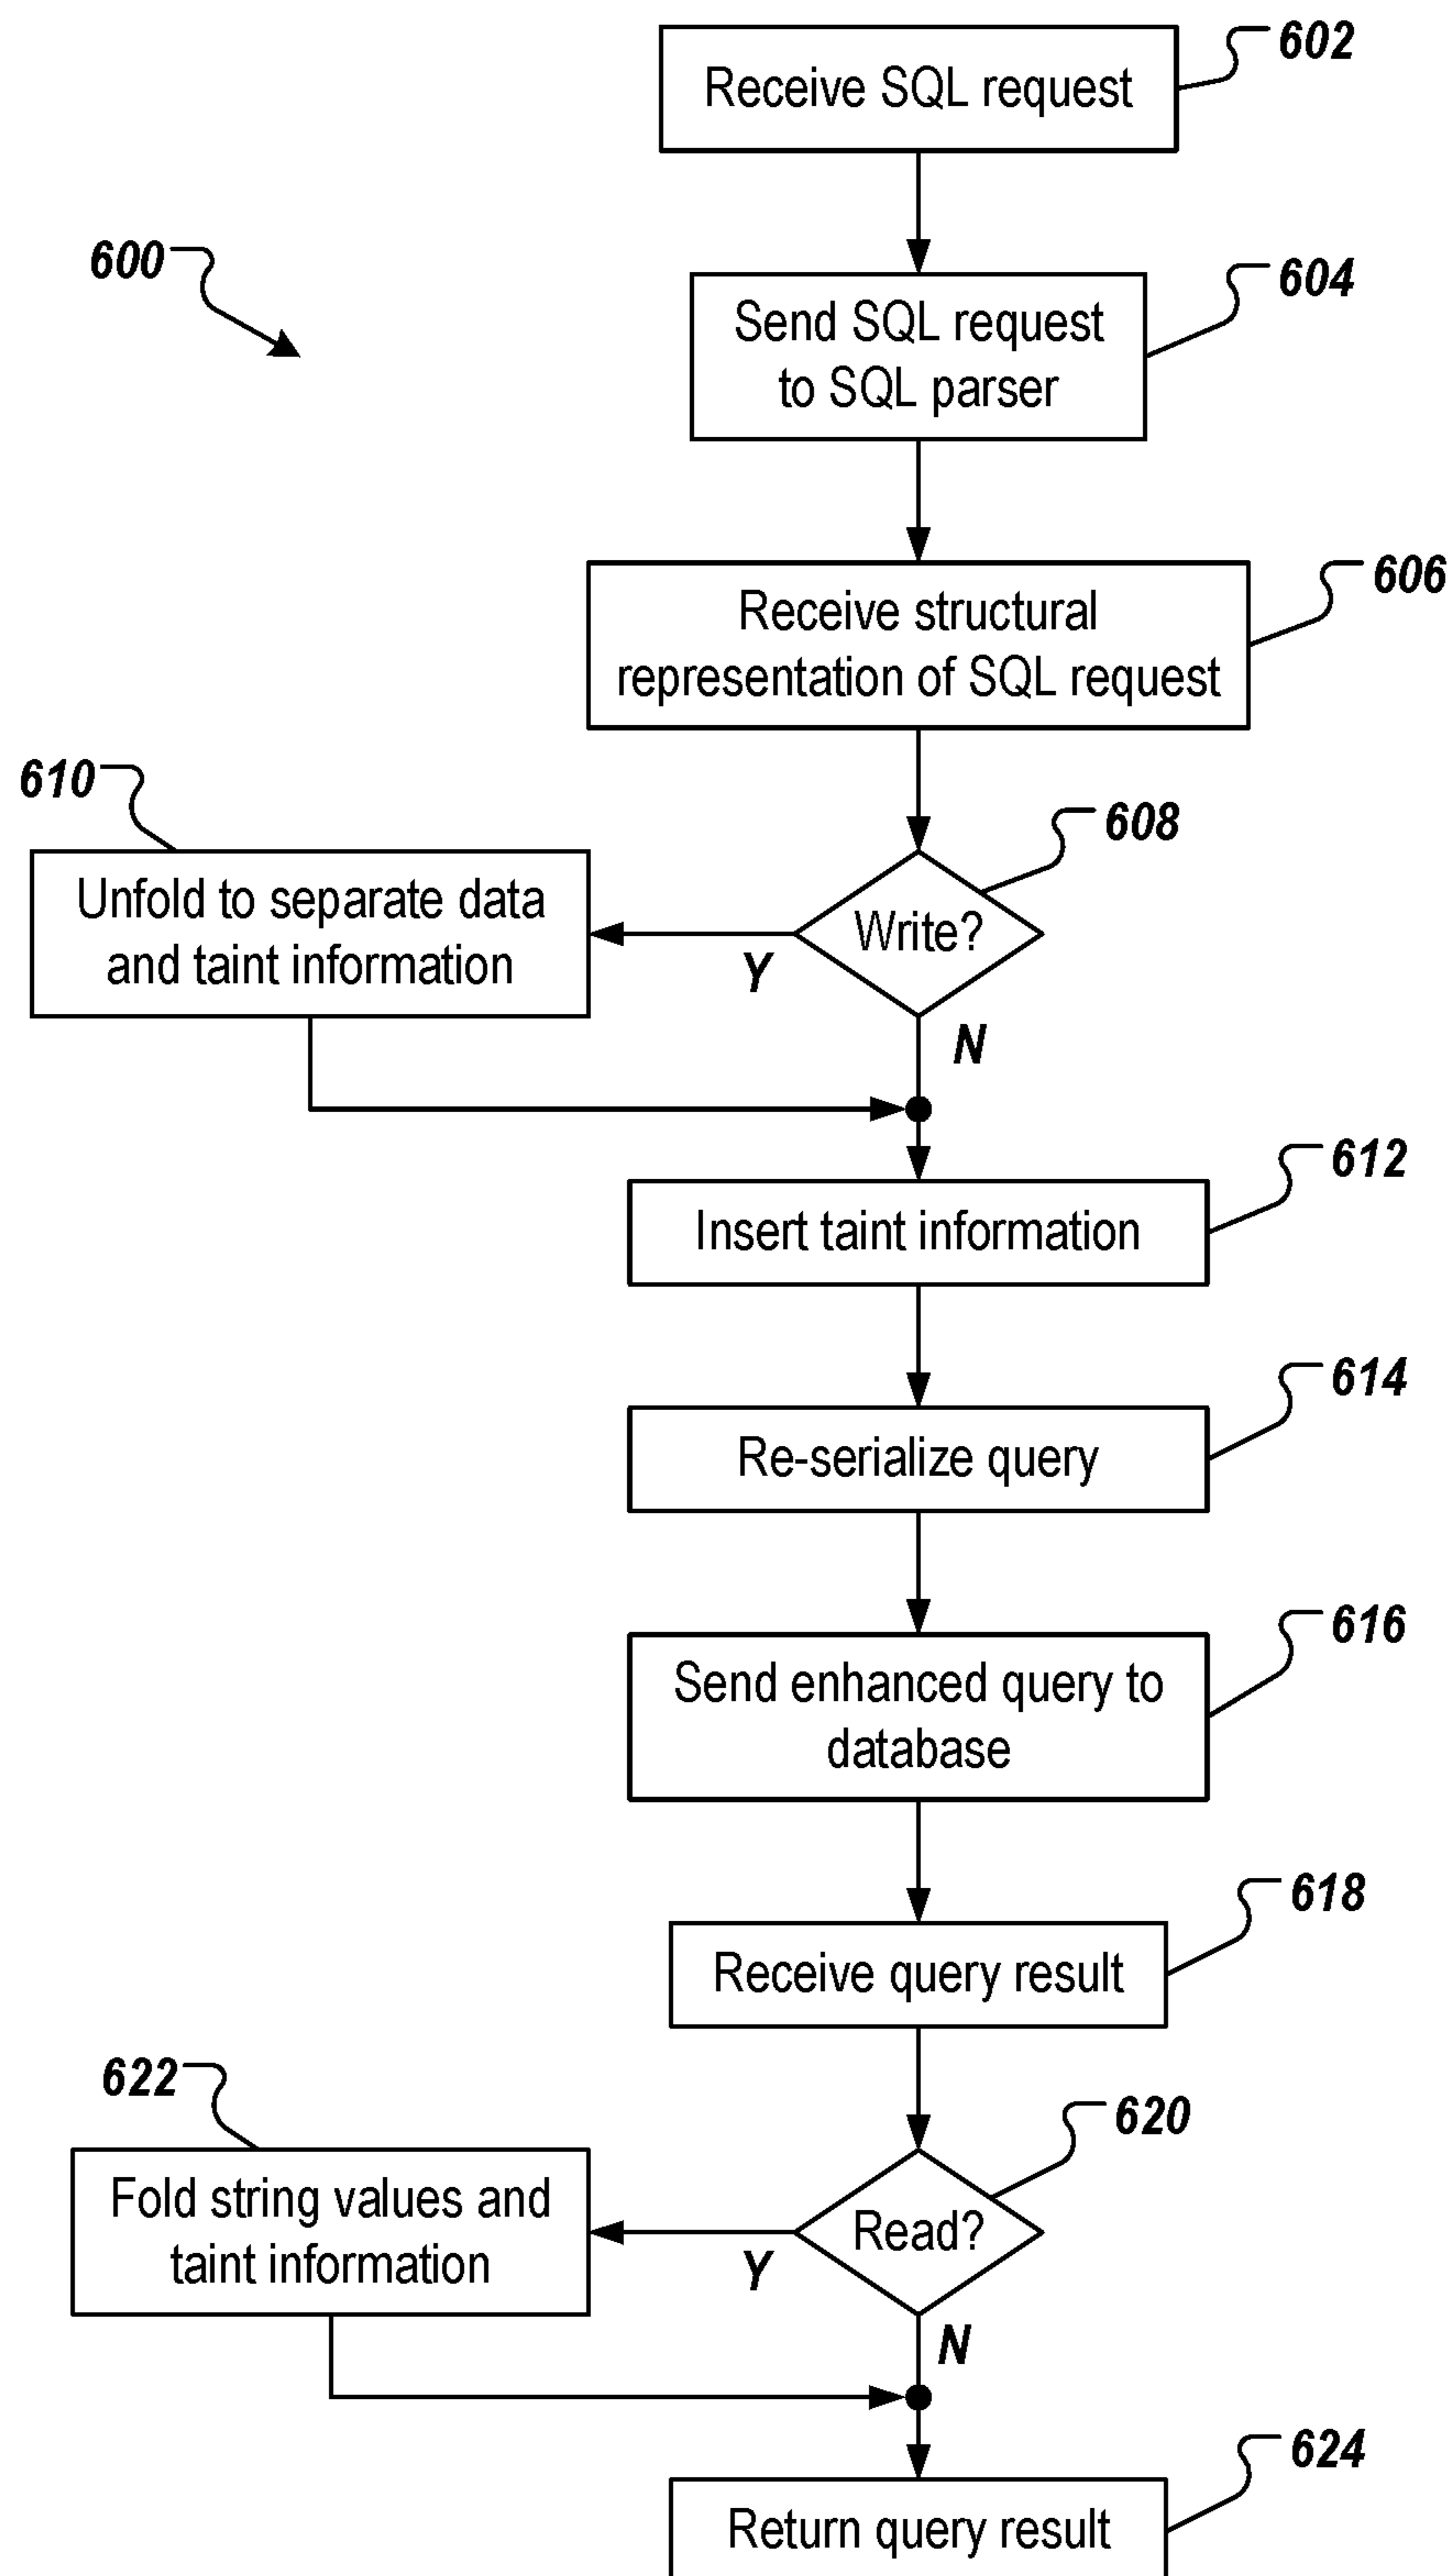 602
Receive SQL request
600
604
Send SQL request
to SQL parser
606
Receive structural
representation of SQL request
610
608
Unfold to separate data
and taint information
Write?
Y
N
612
Insert taint information
614
Re-serialize query
616
Send enhanced query to
database
618
Receive query result
622
620
Fold string values and
taint information
Read?
Y
N
624
Return query result